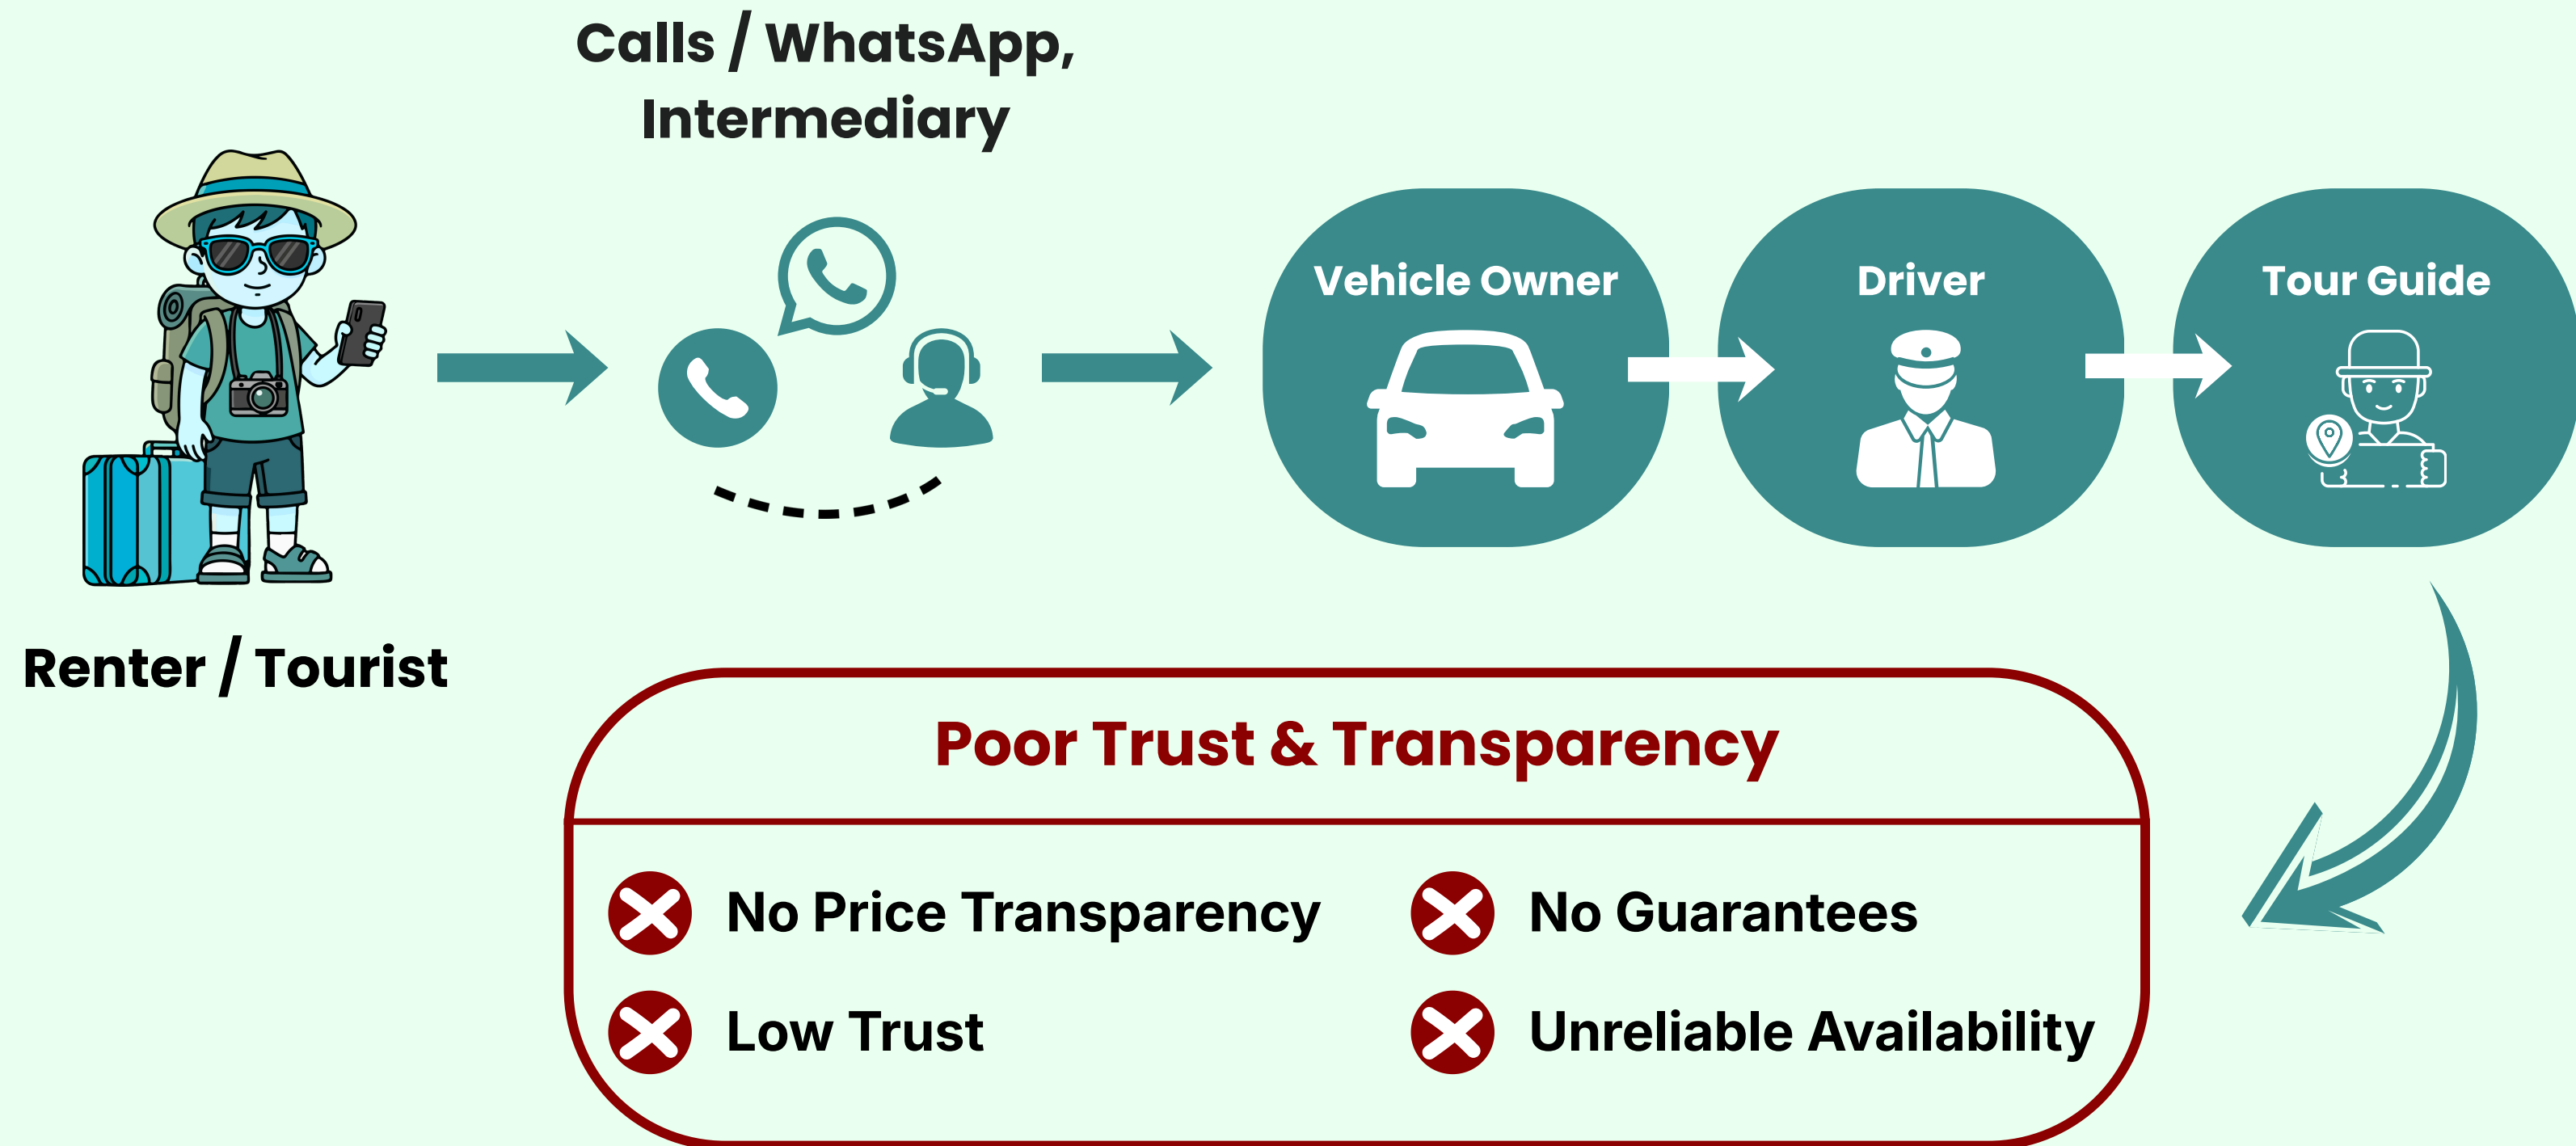 Calls / WhatsApp,
Intermediary
Vehicle Owner
Driver
Tour Guide
Renter / Tourist
Poor Trust & Transparency
No Price Transparency
No Guarantees
Low Trust
Unreliable Availability